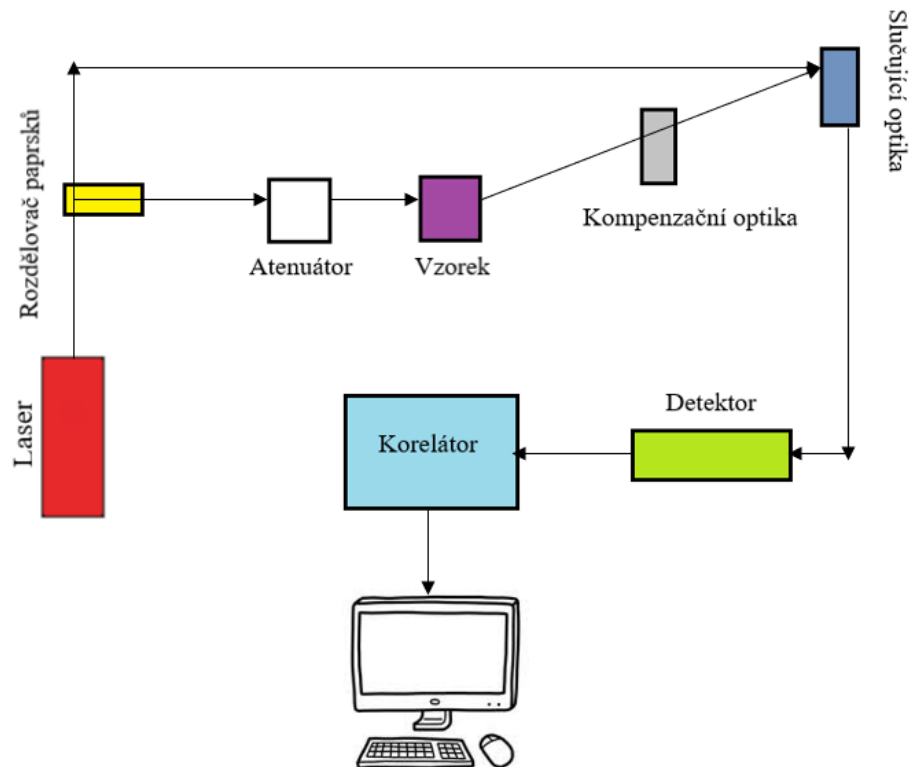 Slučující optika
Rozdělovač paprsků
Kompenzační optika
Atenuátor
Vzorek
Laser
Detektor
Korelátor